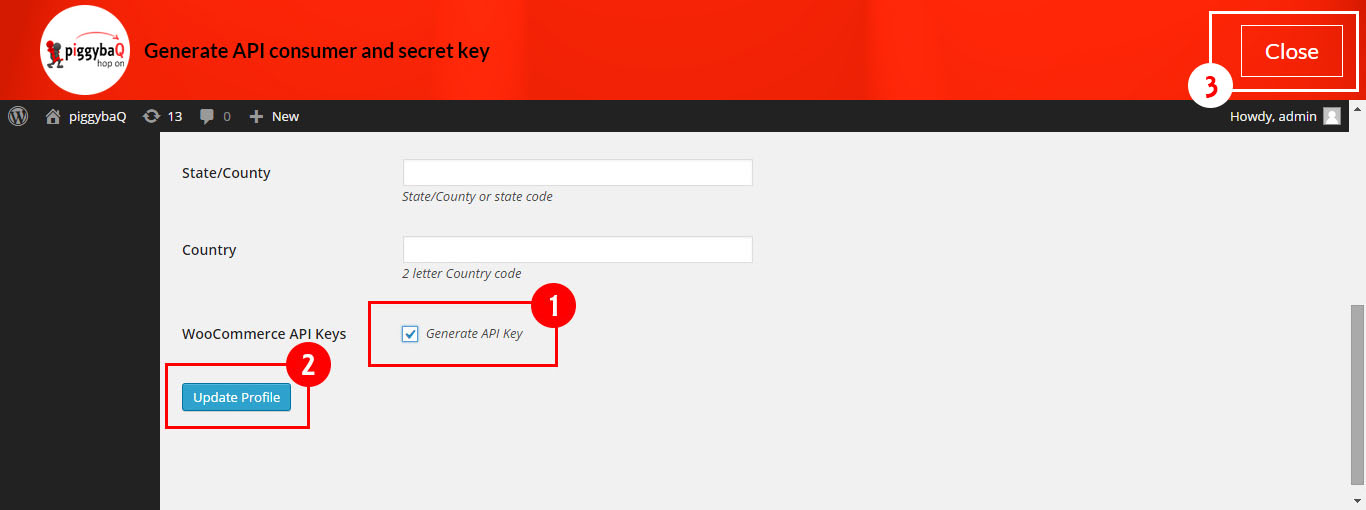 piggybaQ
hop on
Generate API consumer and secret key
Close
3
piggybaQ 13 0 New Howdy, admin
State/County
State/County or state code
Country
2 letter Country code
1
WooCommerce API Keys Generate API Key
2
Update Profile